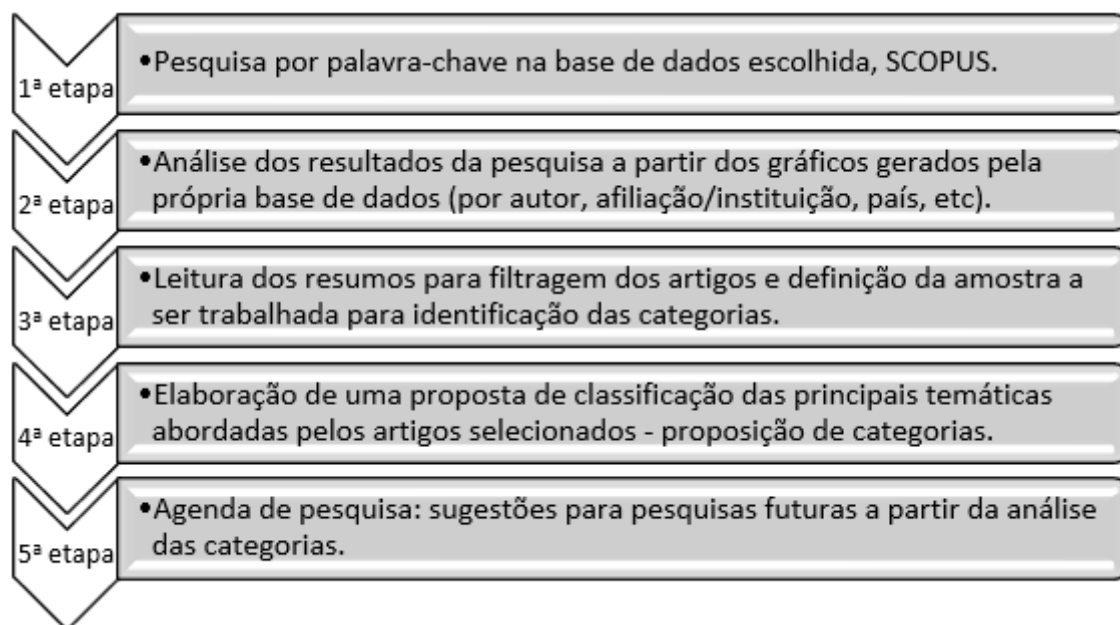 1ª etapa
•Pesquisa por palavra-chave na base de dados escolhida, SCOPUS.
2ª etapa
•Análise dos resultados da pesquisa a partir dos gráficos gerados pela
própria base de dados (por autor, afiliação/instituição, país, etc).
3ª etapa
•Leitura dos resumos para filtragem dos artigos e definição da amostra a
ser trabalhada para identificação das categorias.
4ª etapa
•Elaboração de uma proposta de classificação das principais temáticas
abordadas pelos artigos selecionados - proposição de categorias.
5ª etapa
•Agenda de pesquisa: sugestões para pesquisas futuras a partir da análise
das categorias.